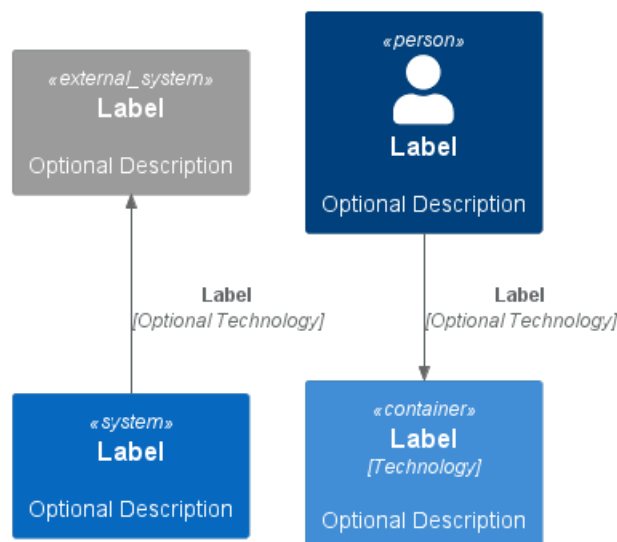 «external_system»
Label
Optional Description
«person»
Label
Optional Description
Label
[Optional Technology]
Label
[Optional Technology]
«system»
Label
Optional Description
«container»
Label
[Technology]
Optional Description